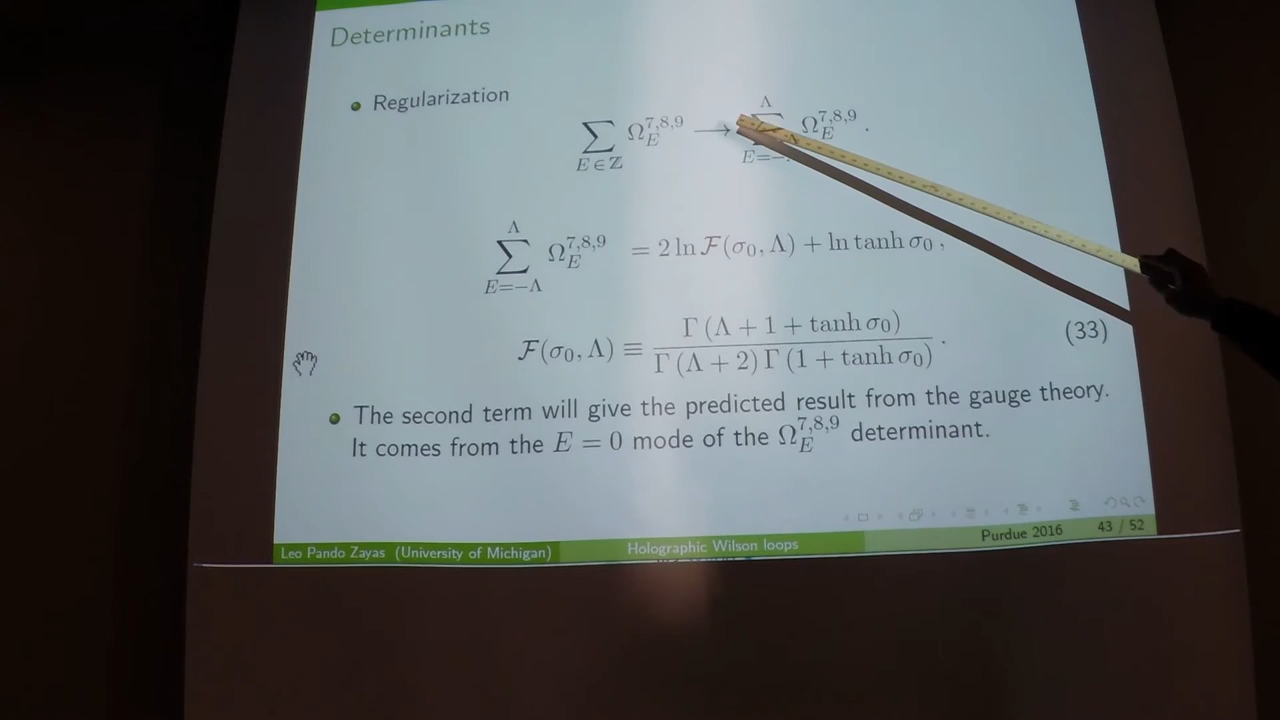 Determinants
Regularization
∑_{E∈ℤ} Ω_E^{7,8,9} → ∑_{E=-}^{Λ} Ω_E^{7,8,9} .
∑_{E=−Λ}^{Λ} Ω_E^{7,8,9} = 2 ln F(σ₀, Λ) + ln tanh σ₀ ,
F(σ₀, Λ) ≡ Γ (Λ + 1 + tanh σ₀) / Γ (Λ + 2) Γ (1 + tanh σ₀) . (33)
The second term will give the predicted result from the gauge theory.
It comes from the E = 0 mode of the Ω_E^{7,8,9} determinant.
Leo Pando Zayas (University of Michigan) Holographic Wilson loops Purdue 2016 43 / 52